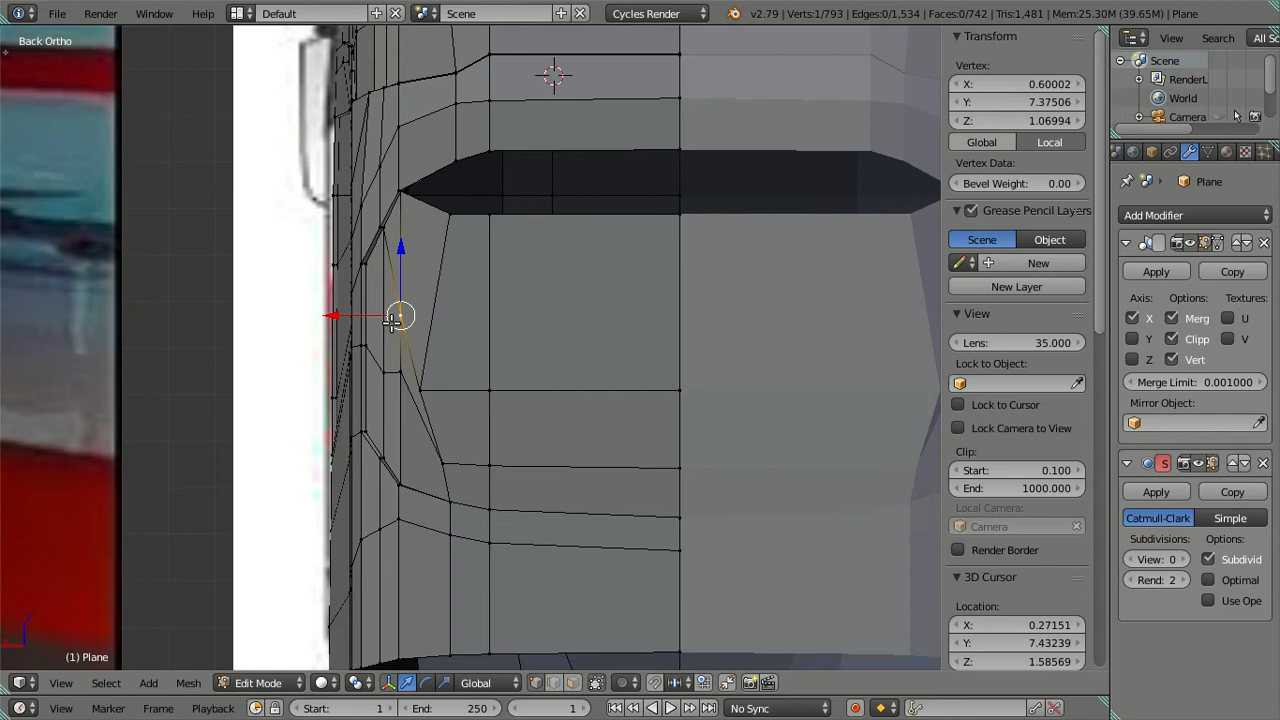 File Render Window Help Default Scene Cycles Render v2.79 | Verts:1/793 | Edges:0/1,534 | Faces:0/742 | Tris:1,481 | Mem:25.30M (39.65M) | Plane
Back Ortho
(1) Plane
Transform
Vertex:
X: 0.60002
Y: 7.37506
Z: 1.06994
Global Local
Vertex Data:
Bevel Weight: 0.00
Grease Pencil Layers
Scene Object
New
New Layer
View
Lens: 35.000
Lock to Object:
Lock to Cursor
Lock Camera to View
Clip:
Start: 0.100
End: 1000.000
Local Camera:
Camera
Render Border
3D Cursor
Location:
X: 0.27151
Y: 7.43239
Z: 1.58569
View Search All Sc
Scene
RenderL
World
Camera
Plane
Add Modifier
Apply Copy
Axis: Options: Textures:
X Merg U
Y Clipp V
Z Vert
Merge Limit: 0.001000
Mirror Object:
S
Apply Copy
Catmull-Clark Simple
Subdivisions: Options:
View: 0 Subdivid
Rend: 2 Optimal
Use Ope
View Select Add Mesh Edit Mode Global
View Marker Frame Playback Start: 1 End: 250 1 No Sync